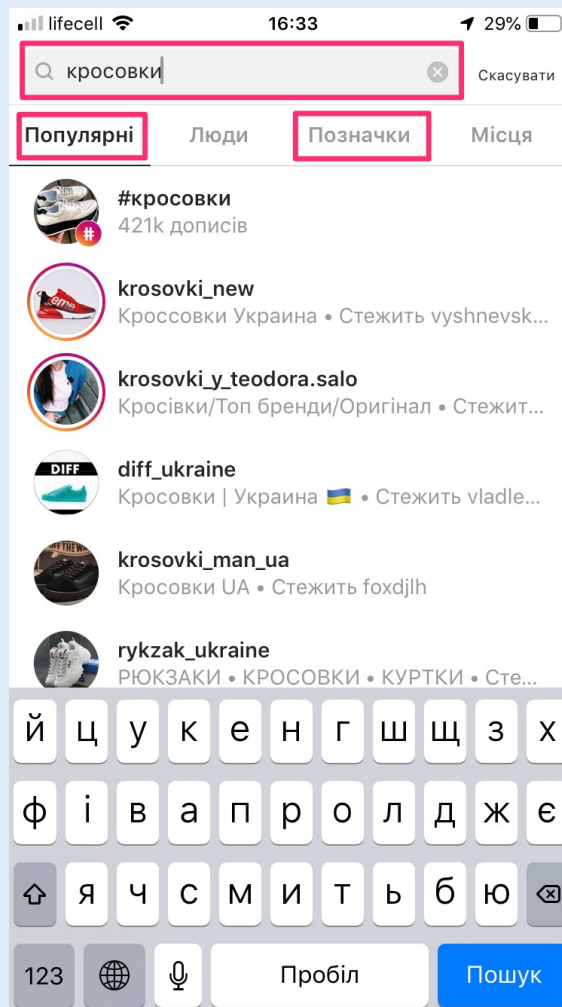 lifecell 16:33 29%
кросовки Скасувати
Популярні Люди Позначки Місця
#кросовки
421k дописів
krosovki_new
Кроссовки Украина • Стежить vyshnevsk...
krosovki_y_teodora.salo
Кросівки/Топ бренди/Оригінал • Стежит...
DIFF
diff_ukraine
Кросовки | Украина 🇺🇦 • Стежить vladle...
krosovki_man_ua
Кросовки UA • Стежить foxdjlh
rykzak_ukraine
РЮКЗАКИ • КРОСОВКИ • КУРТКИ • Сте...
й ц у к е н г ш щ з х
ф і в а п р о л д ж є
я ч с м и т ь б ю
123 Пробіл Пошук